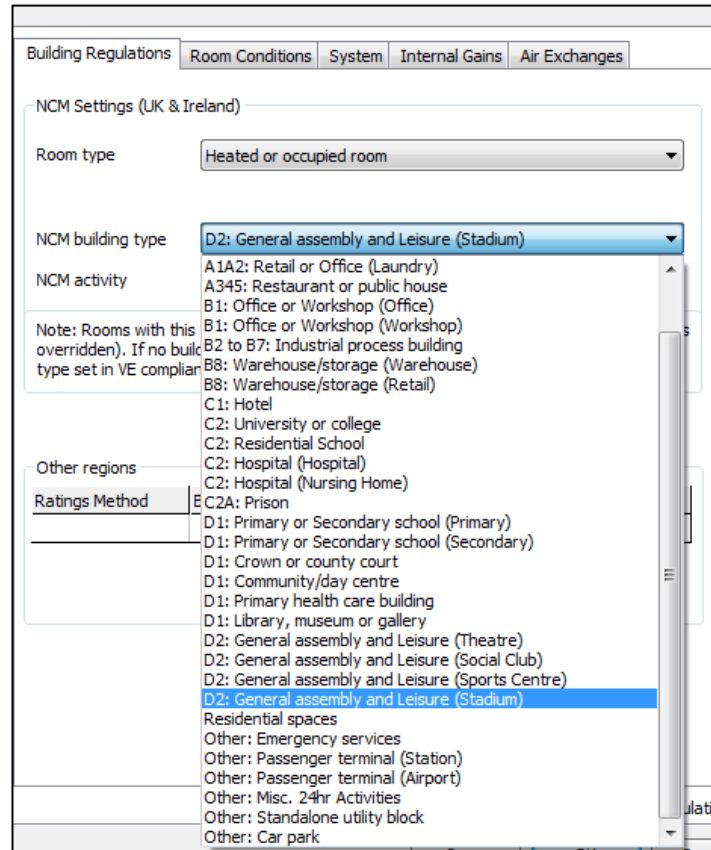 Building Regulations Room Conditions System Internal Gains Air Exchanges
NCM Settings (UK & Ireland)
Room type Heated or occupied room
NCM building type D2: General assembly and Leisure (Stadium)
NCM activity
A1A2: Retail or Office (Laundry)
A345: Restaurant or public house
B1: Office or Workshop (Office)
B1: Office or Workshop (Workshop)
B2 to B7: Industrial process building
B8: Warehouse/storage (Warehouse)
B8: Warehouse/storage (Retail)
C1: Hotel
C2: University or college
C2: Residential School
C2: Hospital (Hospital)
C2: Hospital (Nursing Home)
C2A: Prison
D1: Primary or Secondary school (Primary)
D1: Primary or Secondary school (Secondary)
D1: Crown or county court
D1: Community/day centre
D1: Primary health care building
D1: Library, museum or gallery
D2: General assembly and Leisure (Theatre)
D2: General assembly and Leisure (Social Club)
D2: General assembly and Leisure (Sports Centre)
D2: General assembly and Leisure (Stadium)
Residential spaces
Other: Emergency services
Other: Passenger terminal (Station)
Other: Passenger terminal (Airport)
Other: Misc. 24hr Activities
Other: Standalone utility block
Other: Car park
Note: Rooms with this
overridden). If no
type set in VE
Other regions
Ratings Method